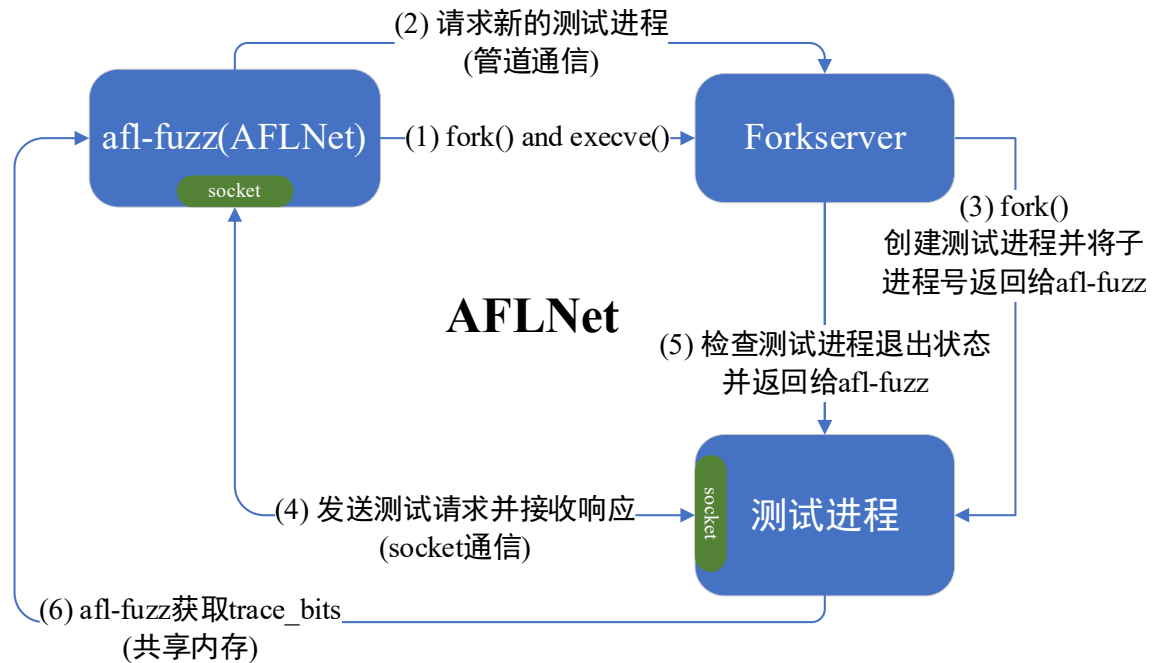 (2) 请求新的测试进程
(管道通信)
afl-fuzz(AFLNet)
socket
(1) fork() and execve()
Forkserver
(3) fork()
创建测试进程并将子
进程号返回给afl-fuzz
AFLNet
(5) 检查测试进程退出状态
并返回给afl-fuzz
(4) 发送测试请求并接收响应
(socket通信)
socket
测试进程
(6) afl-fuzz获取trace_bits
(共享内存)